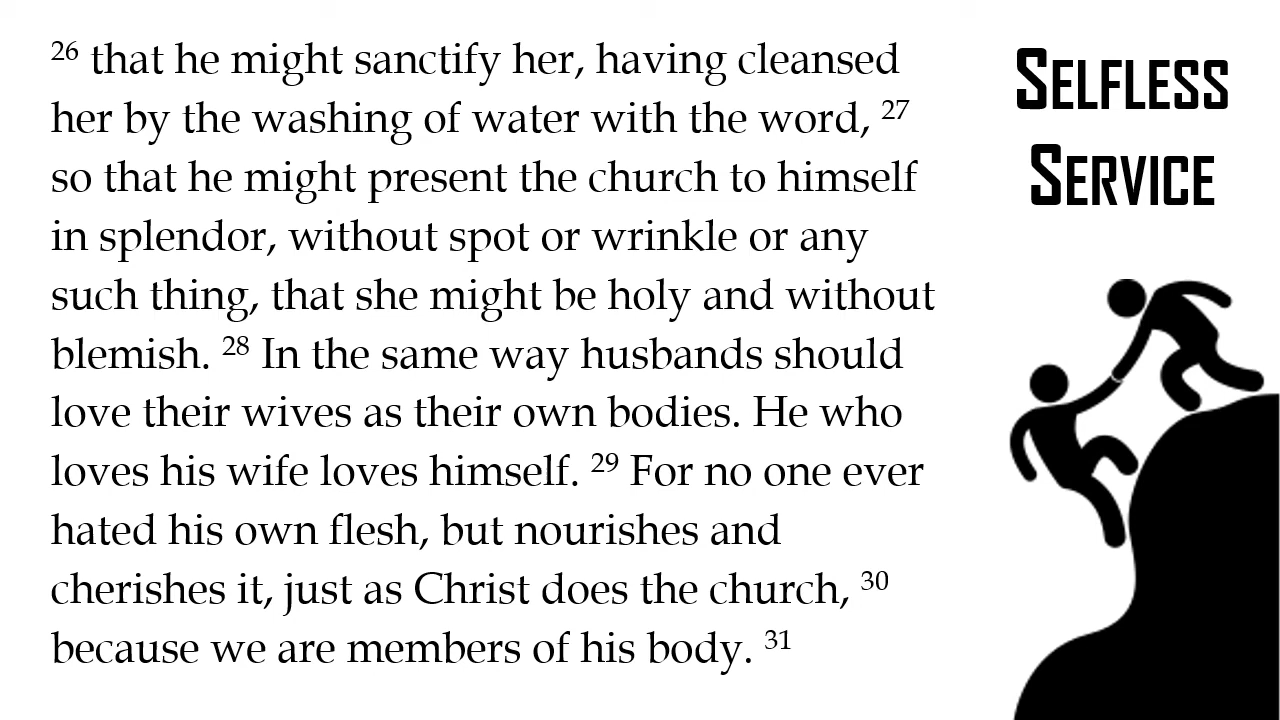 26 that he might sanctify her, having cleansed
her by the washing of water with the word, 27
so that he might present the church to himself
in splendor, without spot or wrinkle or any
such thing, that she might be holy and without
blemish. 28 In the same way husbands should
love their wives as their own bodies. He who
loves his wife loves himself. 29 For no one ever
hated his own flesh, but nourishes and
cherishes it, just as Christ does the church, 30
because we are members of his body. 31
SELFLESS
SERVICE